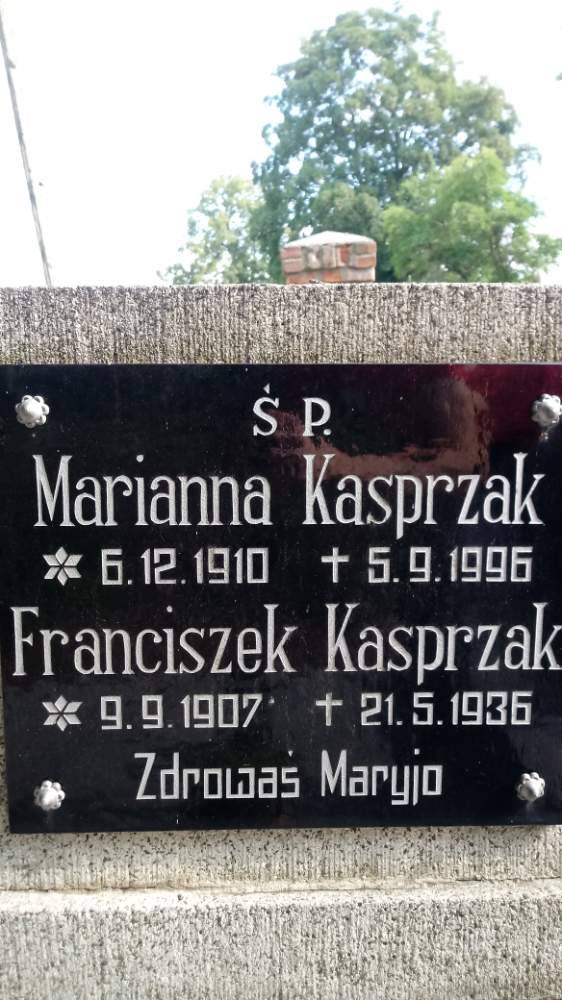 Ś P.
Marianna Kasprzak
* 6.12.1910 † 5.9.1996
Franciszek Kasprzak
* 9.9.1907 † 21.5.1936
Zdrowaś Maryjo